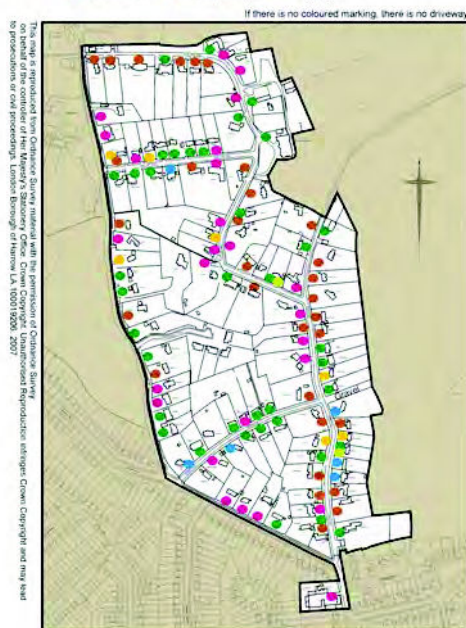 If there is no coloured marking, there is no driveway
This map is reproduced from Ordnance Survey material with the permission of Ordnance Survey
on behalf of the controller of Her Majesty's Stationery Office. Crown Copyright. Unauthorised Reproduction infringes Crown Copyright and may lead
to prosecutions or civil proceedings. London Borough of Harrow LA.100019206. 2007
Gravel